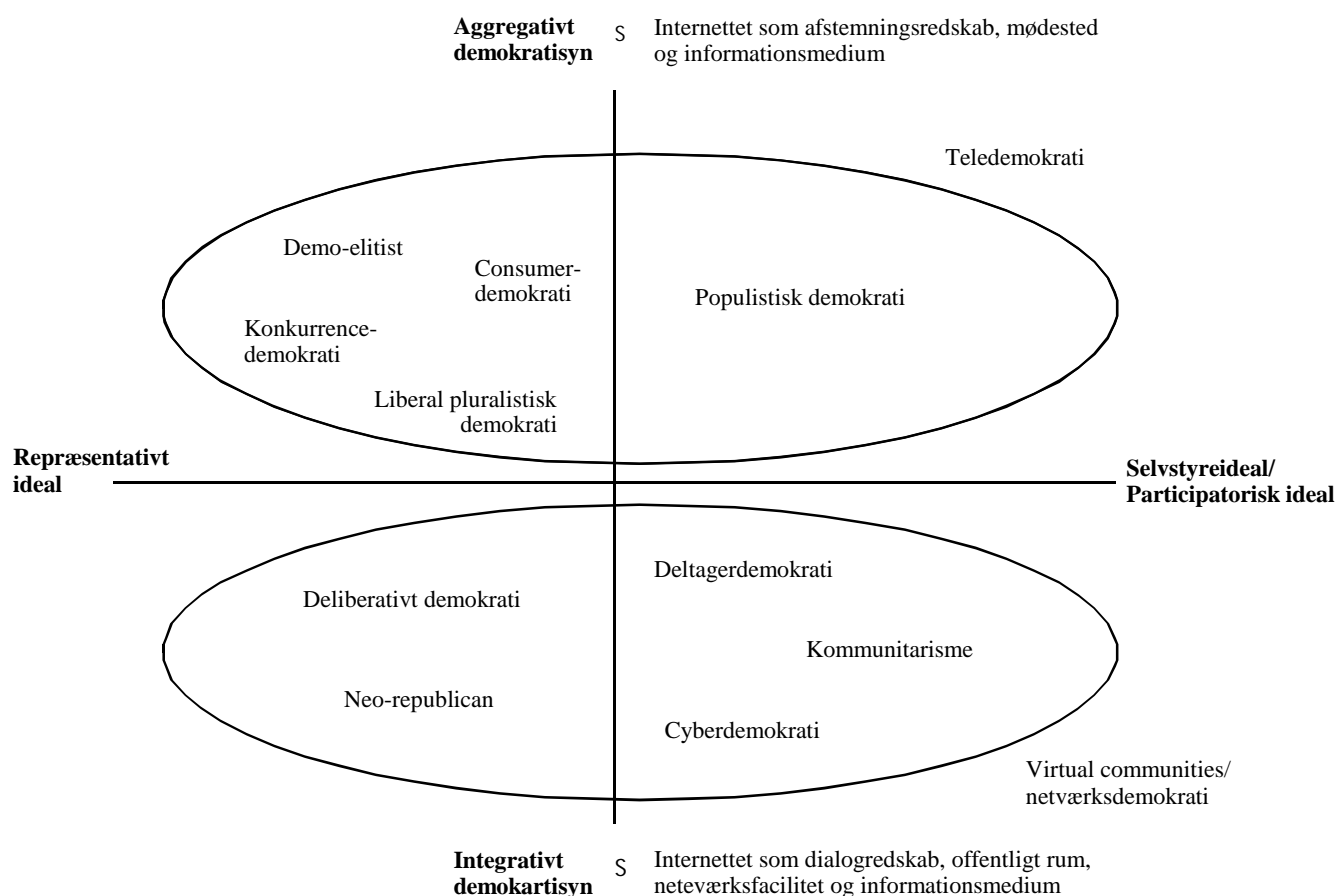 Aggregativt
demokratisyn
S
Internettet som afstemningsredskab, mødested
og informationsmedium
Teledemokrati
Demo-elitist
Consumer-
demokrati
Populistisk demokrati
Konkurrence-
demokrati
Liberal pluralistisk
demokrati
Repræsentativt
ideal
Selvstyreideal/
Participatorisk ideal
Deltagerdemokrati
Deliberativt demokrati
Kommunitarisme
Neo-republican
Cyberdemokrati
Virtual communities/
netværksdemokrati
Integrativt
demokartisyn
S
Internettet som dialogredskab, offentligt rum,
neteværksfacilitet og informationsmedium